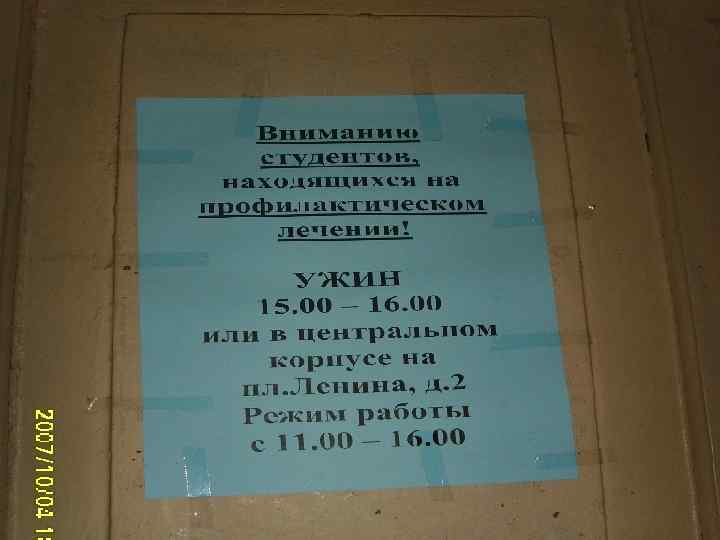 Вниманию
студентов,
находящихся на
профилактическом
лечении!
УЖИН
15.00 – 16.00
или в центральном
корпусе на
пл.Ленина, д.2
Режим работы
с 11.00 – 16.00
2007/10/04